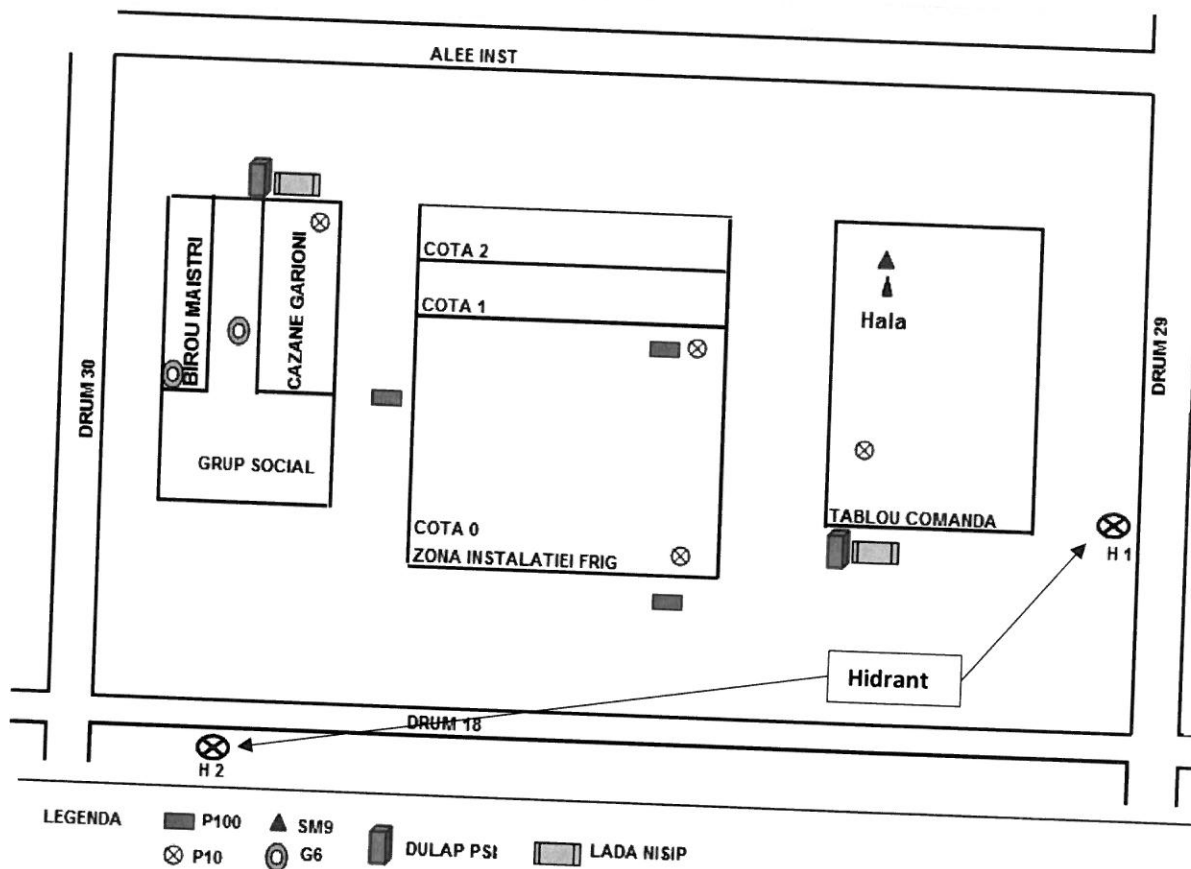 ALEE INST
DRUM 30
BIROU MAISTRI
CAZANE GARIONI
GRUP SOCIAL
COTA 2
COTA 1
COTA 0
ZONA INSTALATIEI FRIG
Hala
TABLOU COMANDA
DRUM 29
H 1
Hidrant
DRUM 18
H 2
LEGENDA
P100
SM9
P10
G6
DULAP PSI
LADA NISIP